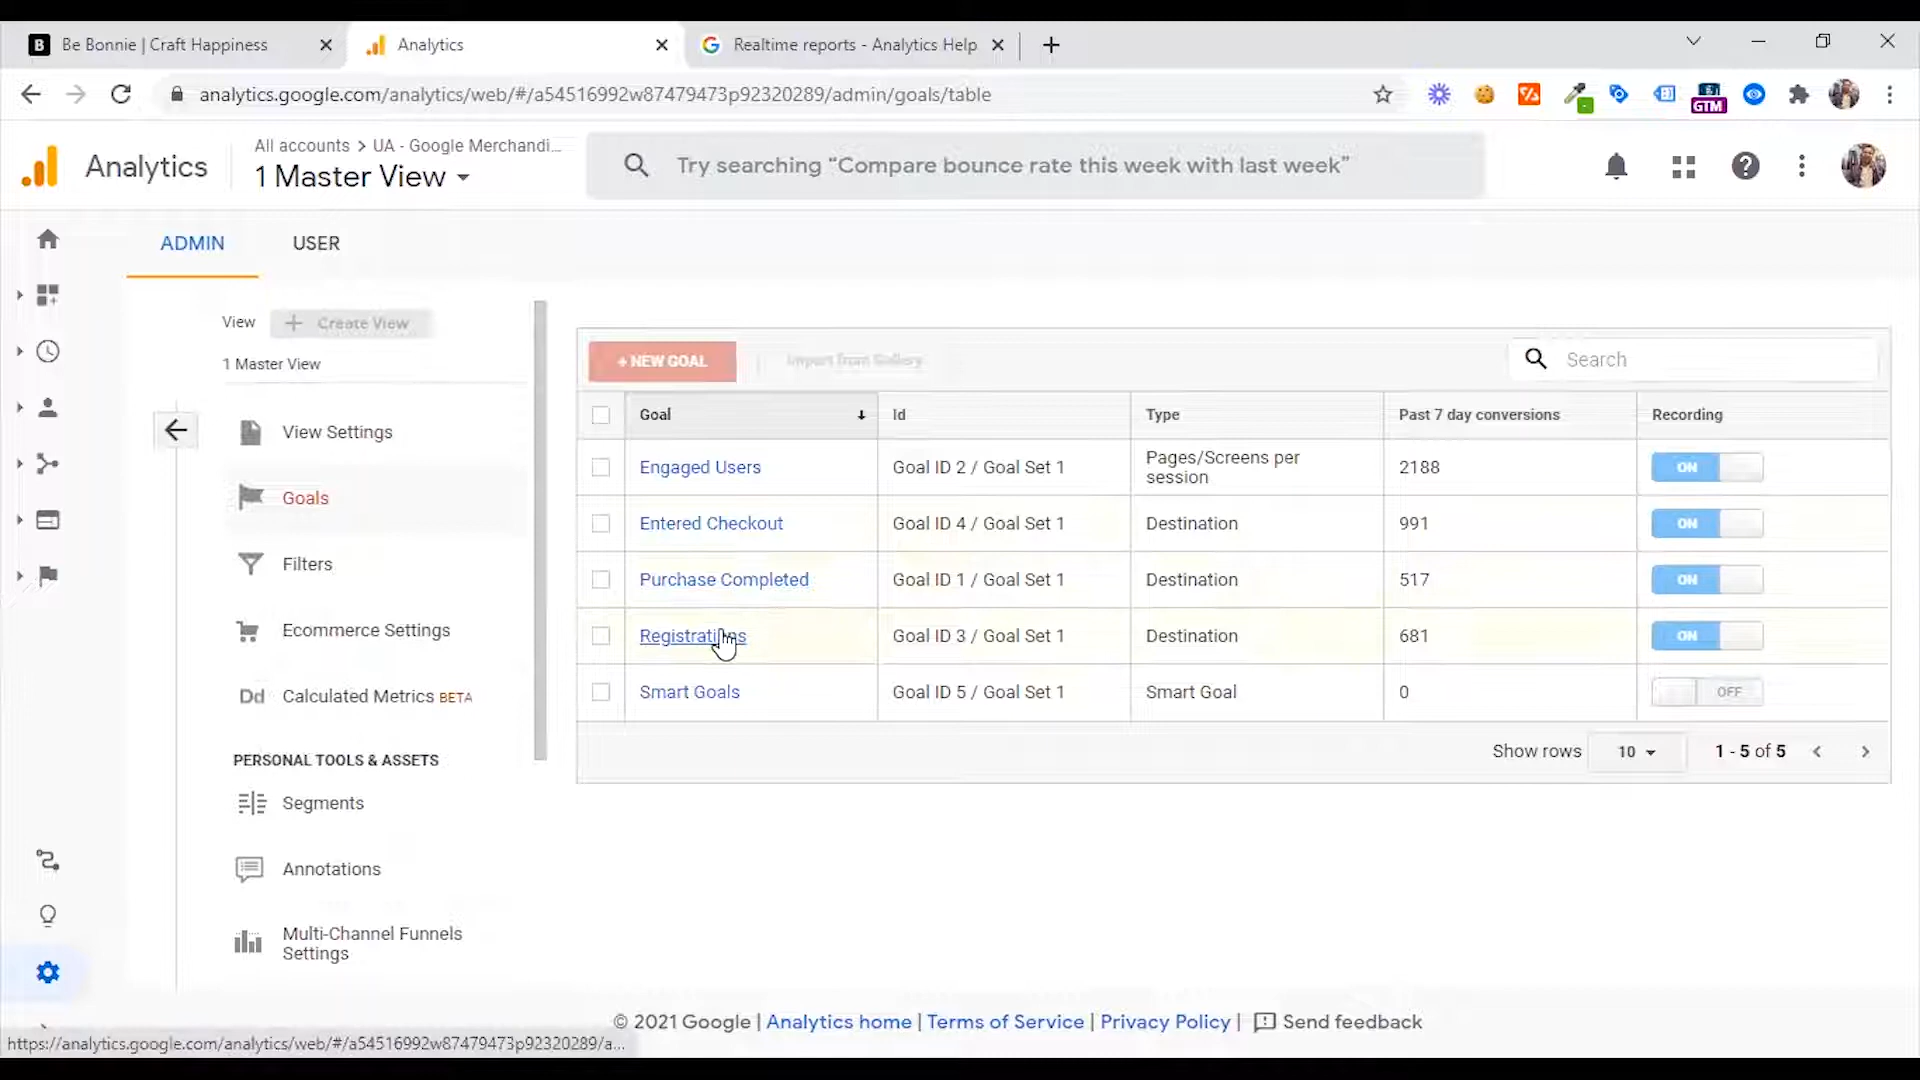 B Be Bonnie | Craft Happiness
Analytics
Realtime reports - Analytics Help
analytics.google.com/analytics/web/#/a54516992w87479473p92320289/admin/goals/table
GTM
Analytics
All accounts > UA - Google Merchandi...
1 Master View
Try searching “Compare bounce rate this week with last week”
ADMIN
USER
View
+ Create View
1 Master View
View Settings
Goals
Filters
Ecommerce Settings
Dd Calculated Metrics BETA
PERSONAL TOOLS & ASSETS
Segments
Annotations
Multi-Channel Funnels
Settings
+ NEW GOAL
Import from Gallery
Search
Goal Id Type Past 7 day conversions Recording
Engaged Users Goal ID 2 / Goal Set 1 Pages/Screens per session 2188 ON
Entered Checkout Goal ID 4 / Goal Set 1 Destination 991 ON
Purchase Completed Goal ID 1 / Goal Set 1 Destination 517 ON
Registrations Goal ID 3 / Goal Set 1 Destination 681 ON
Smart Goals Goal ID 5 / Goal Set 1 Smart Goal 0 OFF
Show rows 10 1 - 5 of 5
© 2021 Google | Analytics home | Terms of Service | Privacy Policy | Send feedback
https://analytics.google.com/analytics/web/#/a54516992w87479473p92320289/a...